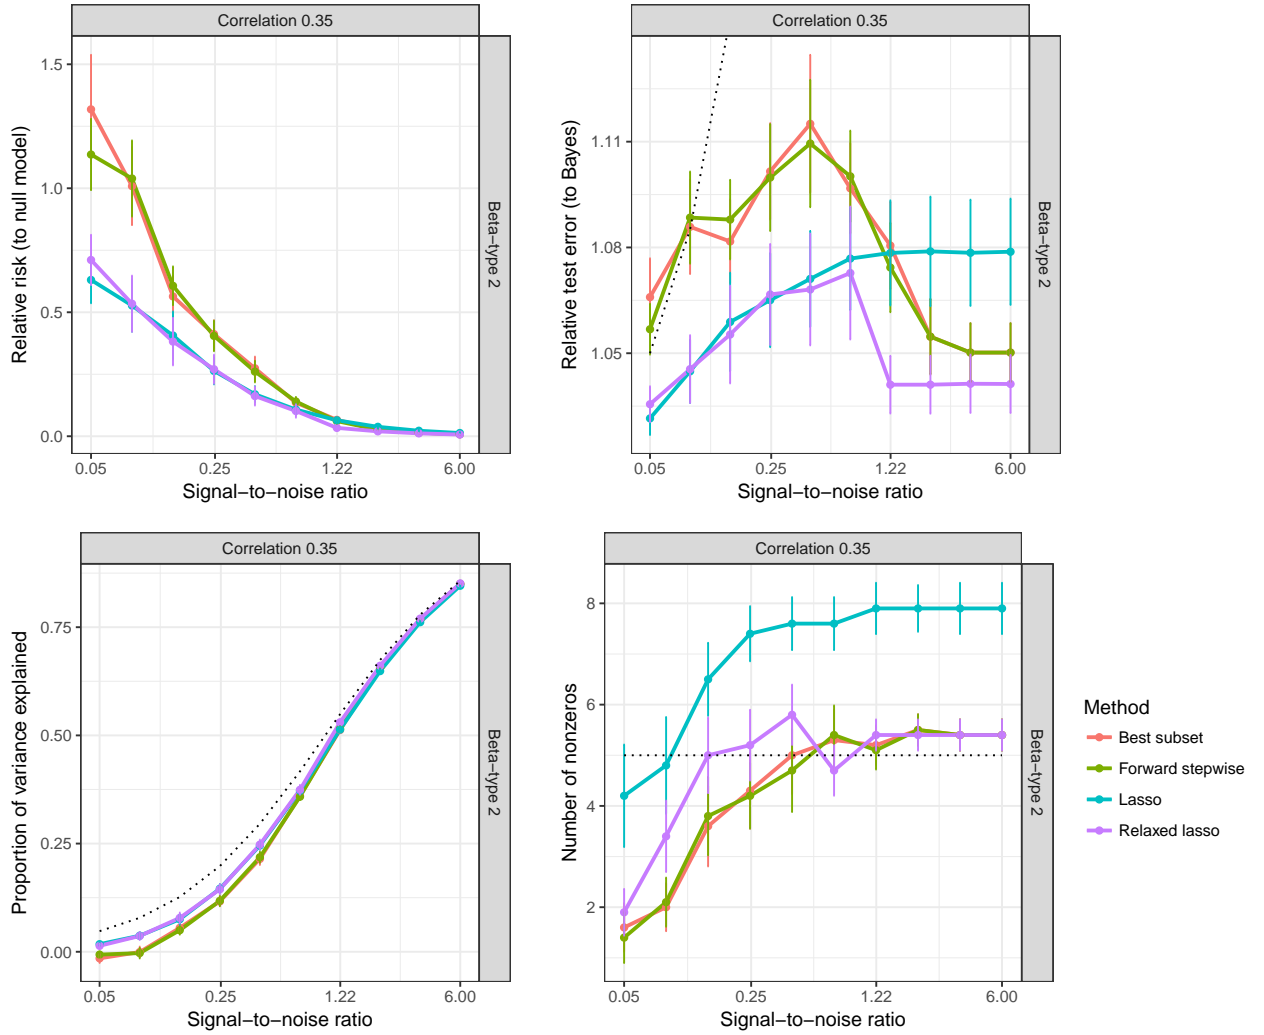 Correlation 0.35
Relative risk (to null model)
1.5
1.0
0.5
0.0
Beta−type 2
0.05
0.25
1.22
6.00
Signal−to−noise ratio
Correlation 0.35
Relative test error (to Bayes)
1.11
1.08
1.05
Beta−type 2
0.05
0.25
1.22
6.00
Signal−to−noise ratio
Correlation 0.35
Proportion of variance explained
0.75
0.50
0.25
0.00
Beta−type 2
0.05
0.25
1.22
6.00
Signal−to−noise ratio
Correlation 0.35
Number of nonzeros
8
6
4
2
Beta−type 2
0.05
0.25
1.22
6.00
Signal−to−noise ratio
Method
Best subset
Forward stepwise
Lasso
Relaxed lasso